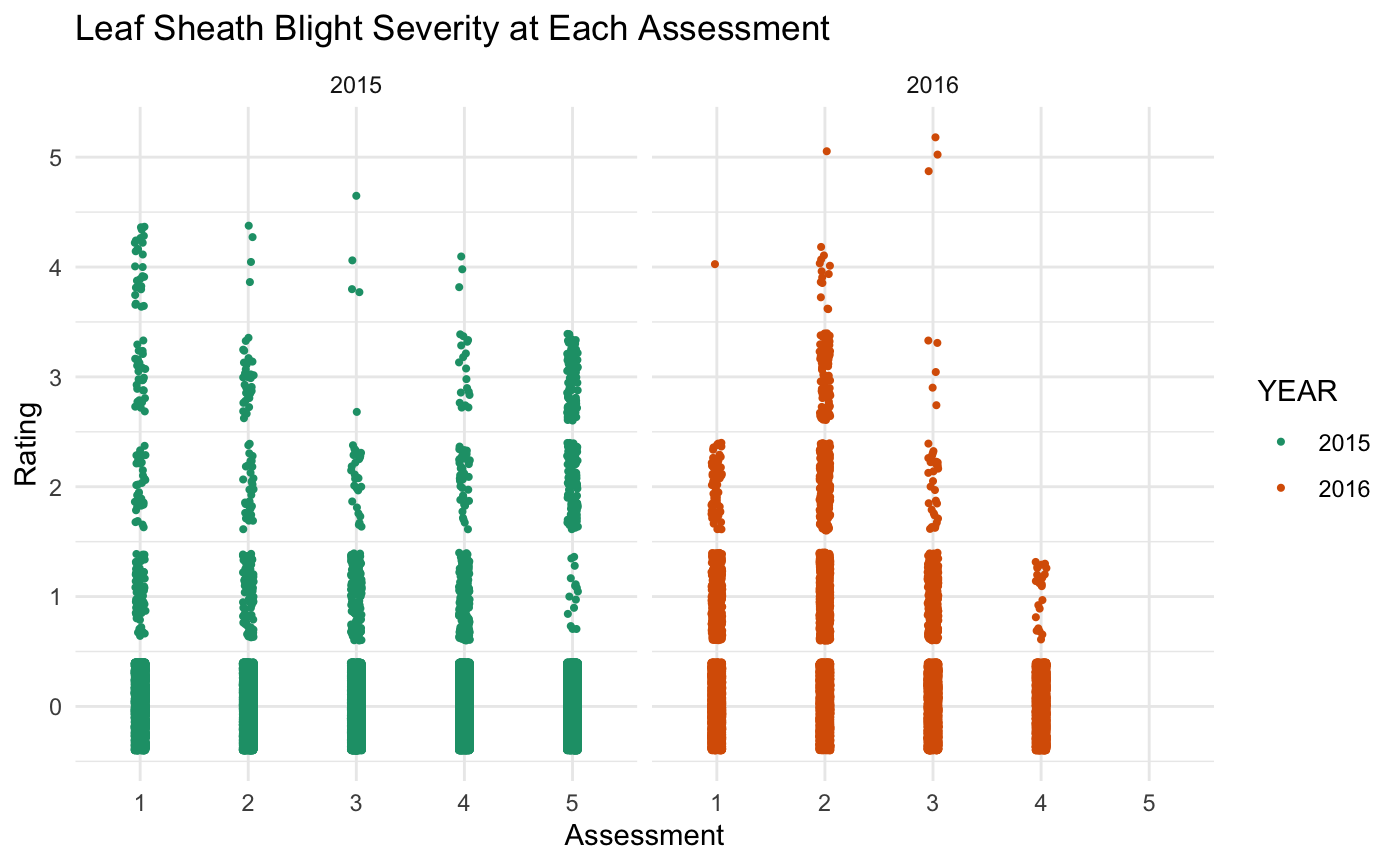 Leaf Sheath Blight Severity at Each Assessment
2015
2016
5
4
3
2
1
0
Rating
1 2 3 4 5
1 2 3 4 5
Assessment
YEAR
2015
2016